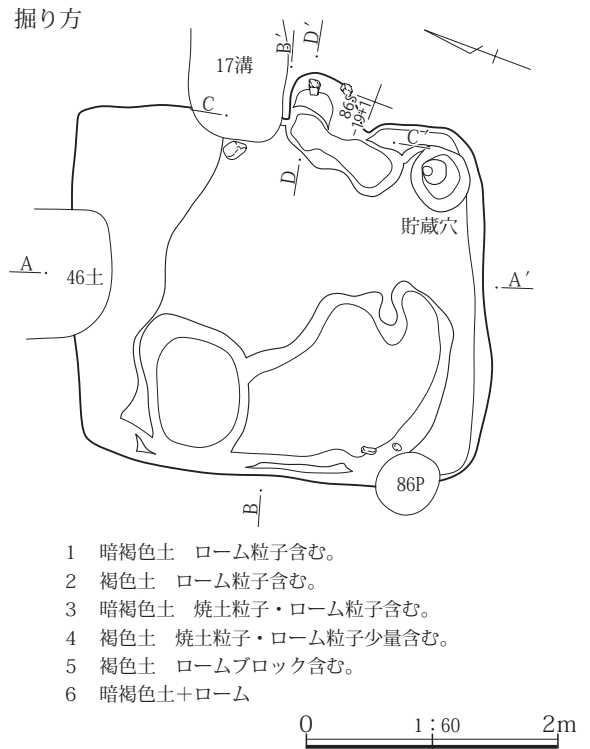 掘り方
17溝
B′
D′
86S
-19+1
C
C′
D
貯蔵穴
A
46土
A′
B
86P
1 暗褐色土 ローム粒子含む。
2 褐色土 ローム粒子含む。
3 暗褐色土 焼土粒子・ローム粒子含む。
4 褐色土 焼土粒子・ローム粒子少量含む。
5 褐色土 ロームブロック含む。
6 暗褐色土＋ローム
0 1：60 2m